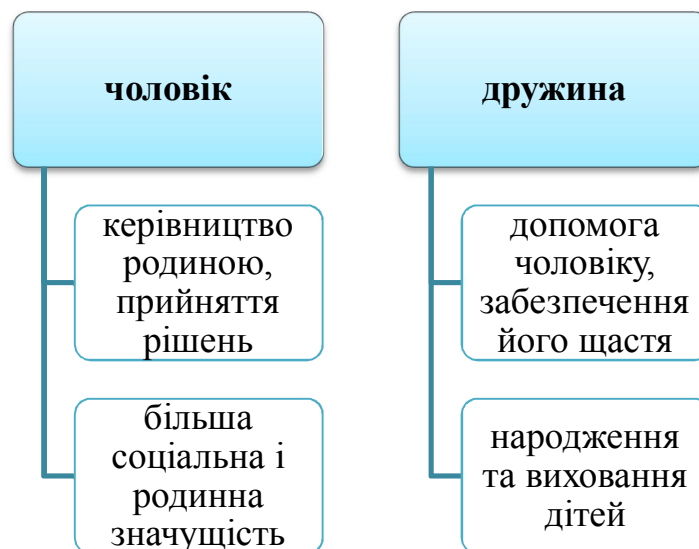 чоловік
керівництво
родиною,
прийняття
рішень
більша
соціальна і
родинна
значущість
дружина
допомога
чоловіку,
забезпечення
його щастя
народження
та виховання
дітей